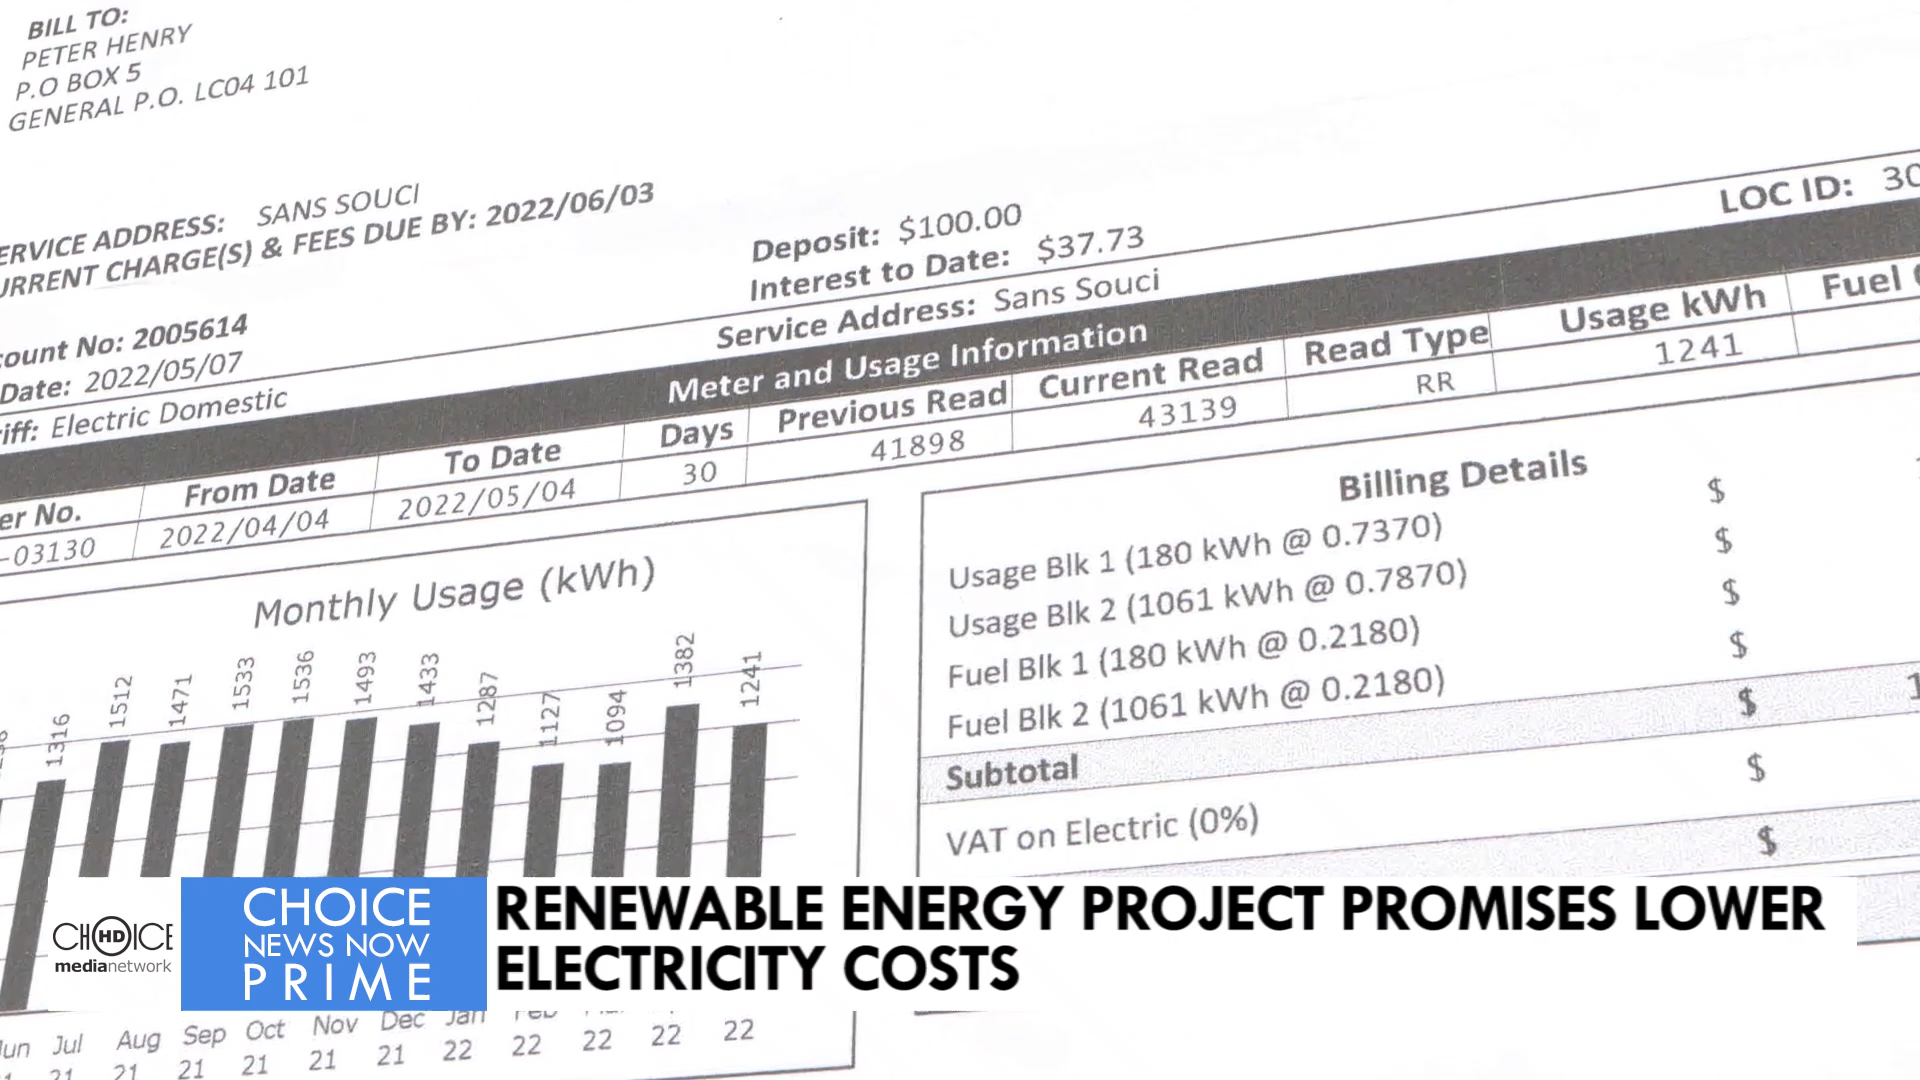 BILL TO:
PETER HENRY
P.O BOX 5
GENERAL P.O. LC04 101
ERVICE ADDRESS: SANS SOUCI
URRENT CHARGE(S) & FEES DUE BY: 2022/06/03
Deposit: $100.00
Interest to Date: $37.73
LOC ID: 30
count No: 2005614
Date: 2022/05/07
Service Address: Sans Souci
iff: Electric Domestic
Meter and Usage Information
er No. From Date To Date Days Previous Read Current Read Read Type Usage kWh Fuel
-03130 2022/04/04 2022/05/04 30 41898 43139 RR 1241
Monthly Usage (kWh)
1316 1512 1471 1533 1536 1493 1433 1287 1127 1094 1382 1241
Jul Aug Sep Oct Nov Dec Jan Feb
21 21 21 21 21 21 22 22 22 22 22
Billing Details
Usage Blk 1 (180 kWh @ 0.7370) $
Usage Blk 2 (1061 kWh @ 0.7870) $
Fuel Blk 1 (180 kWh @ 0.2180) $
Fuel Blk 2 (1061 kWh @ 0.2180) $
Subtotal $ 1
VAT on Electric (0%) $
$
CHOICE HD
medianetwork
CHOICE
NEWS NOW
PRIME
RENEWABLE ENERGY PROJECT PROMISES LOWER
ELECTRICITY COSTS